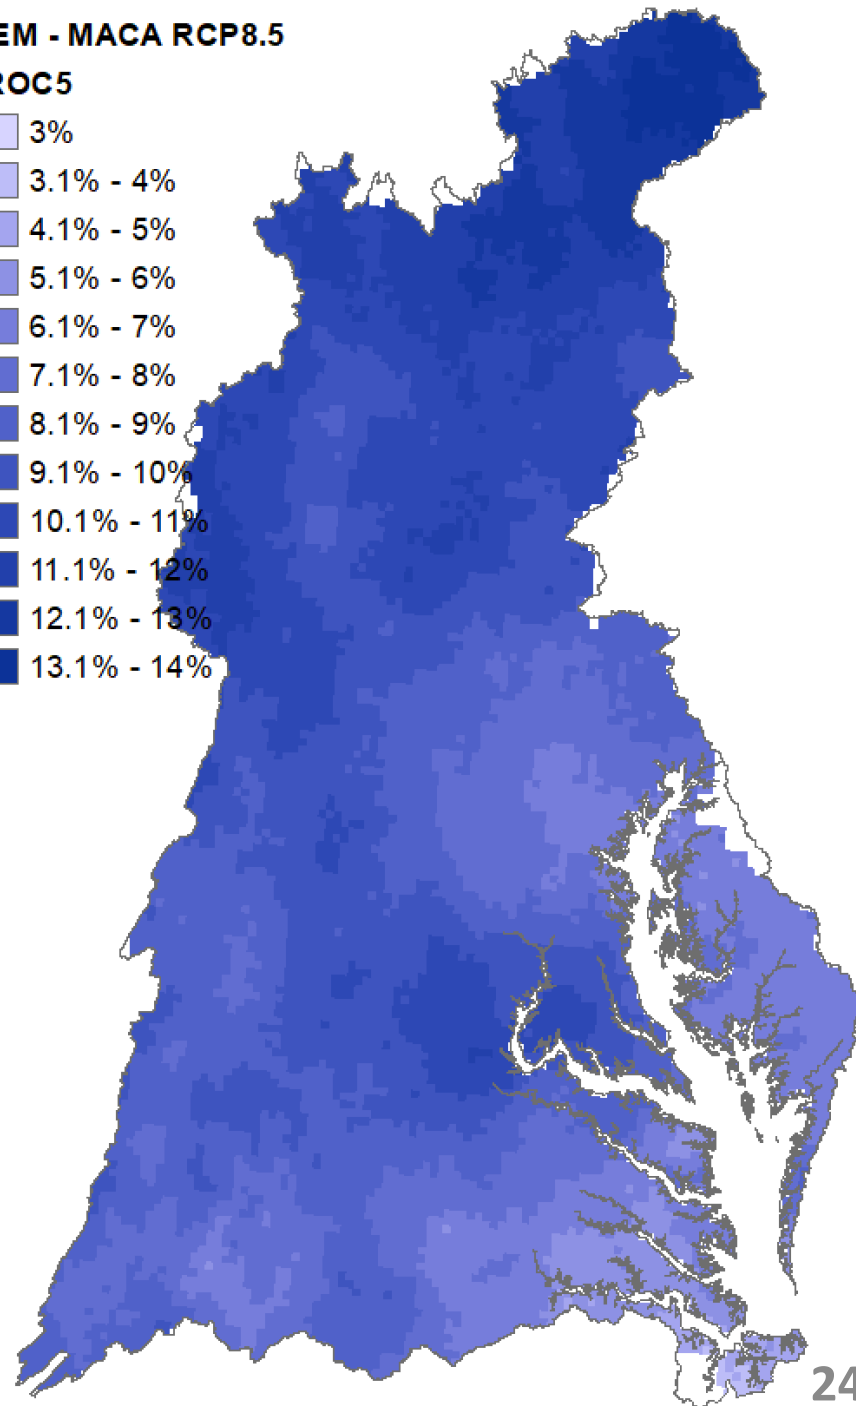 EM - MACA RCP8.5
ROC5
3%
3.1% - 4%
4.1% - 5%
5.1% - 6%
6.1% - 7%
7.1% - 8%
8.1% - 9%
9.1% - 10%
10.1% - 11%
11.1% - 12%
12.1% - 13%
13.1% - 14%
24